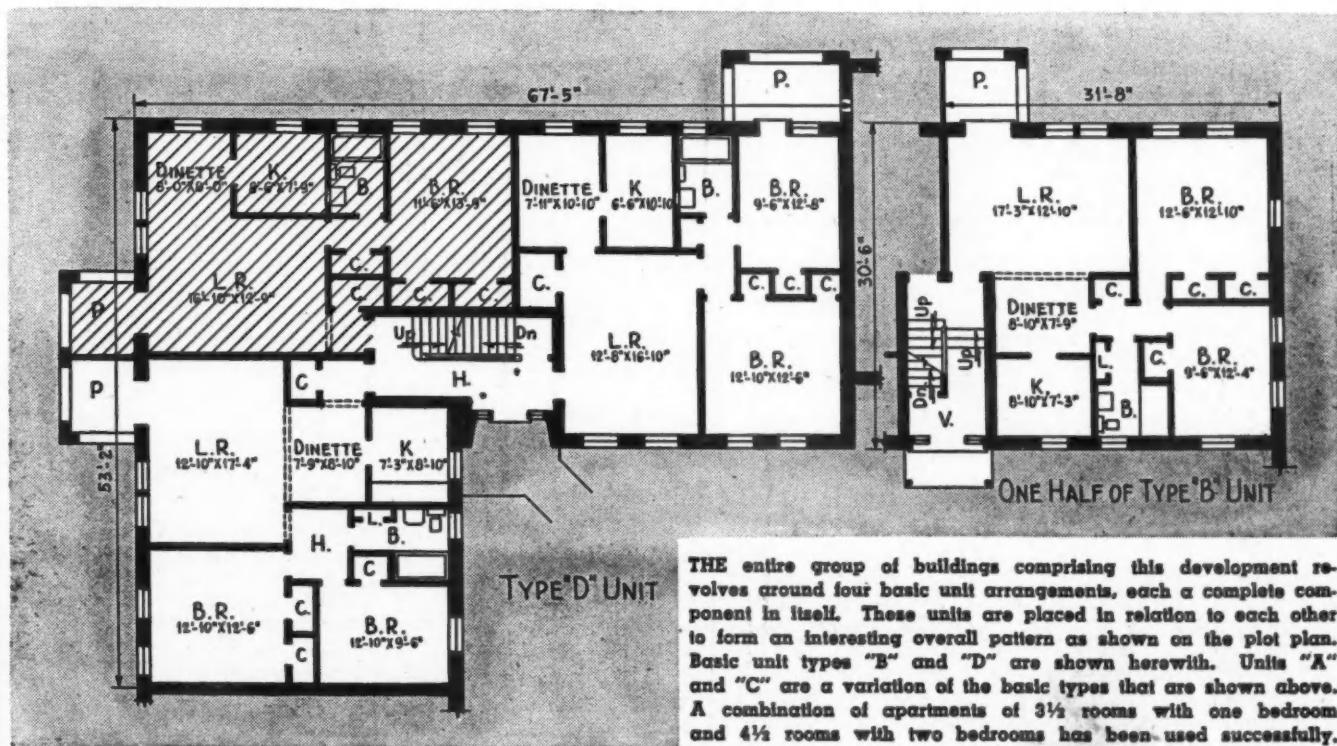 67'-5"
P.
P.
31'-8"
DINETTE
8'-0"X8'-0"
K.
8'-6"X7'-9"
B.
B.R.
11'-6"X13'-9"
DINETTE
7'-11"X10'-10"
K
6'-6"X10'-10
B.
B.R.
9'-6"X12'-8"
L.R.
17'-3"X12'-10"
B.R.
12'-6"X12'-10"
30'-6"
C.
C.
C.
C.
C.
C.
C.
C.
L.R.
16'-10"X12'-9"
P
Up
Dn
H.
L.R.
12'-8"X16'-10"
B.R.
12'-10"X12'-6"
Up
Up
Dn
V.
DINETTE
8'-10"X7'-9"
C.
C.
C.
K.
8'-10"X7'-3"
L.
C.
B.
B.R.
9'-6"X12'-4"
P
C
L.R.
12'-10"X17'-4"
DINETTE
7'-9"X8'-10"
K
7'-3"X8'-10"
53'-2"
ONE HALF OF TYPE "B" UNIT
H.
L.
B.
C
TYPE "D" UNIT
B.R.
12'-10"X12'-6"
C.
C
B.R.
12'-10"X9'-6"
THE entire group of buildings comprising this development re-
volves around four basic unit arrangements, each a complete com-
ponent in itself. These units are placed in relation to each other
to form an interesting overall pattern as shown on the plot plan.
Basic unit types "B" and "D" are shown herewith. Units "A"
and "C" are a variation of the basic types that are shown above.
A combination of apartments of 3½ rooms with one bedroom
and 4½ rooms with two bedrooms has been used successfully.